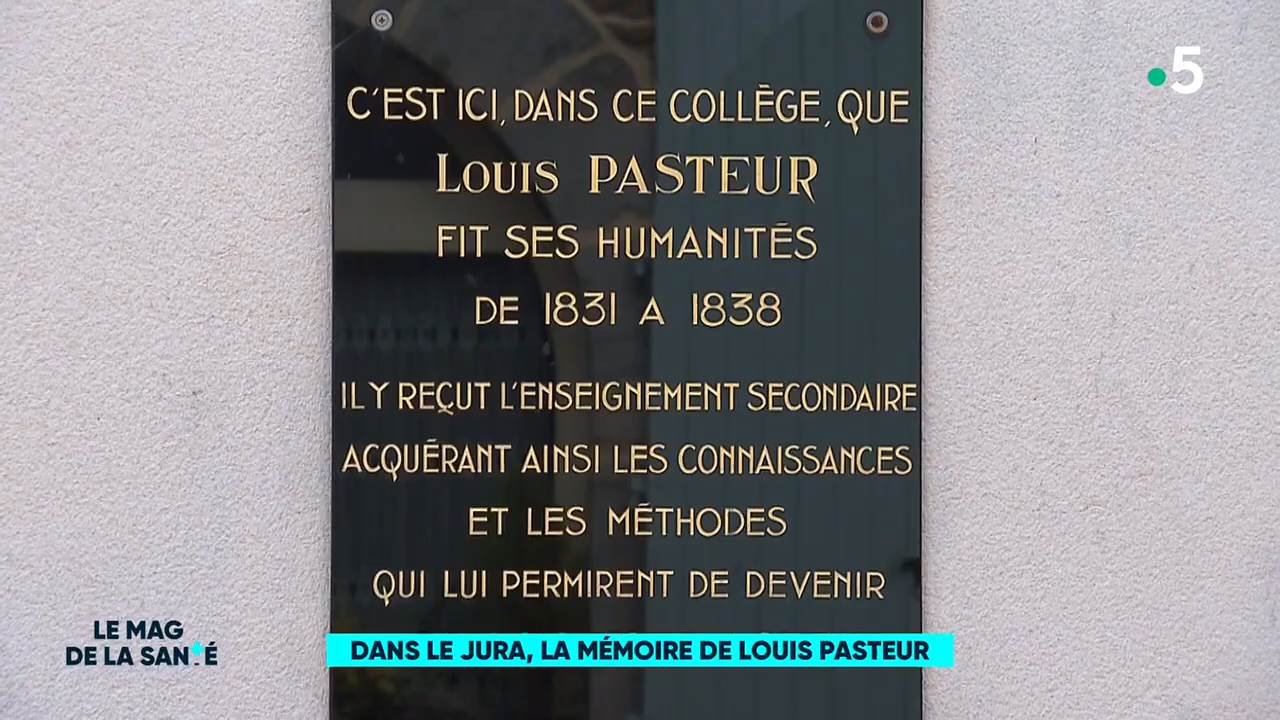 5
C'EST ICI, DANS CE COLLÈGE, QUE
Louis PASTEUR
FIT SES HUMANITÉS
DE 1831 A 1838
IL Y REÇUT L'ENSEIGNEMENT SECONDAIRE
ACQUÉRANT AINSI LES CONNAISSANCES
ET LES MÉTHODES
QUI LUI PERMIRENT DE DEVENIR
LE MAG
DE LA SANTÉ
DANS LE JURA, LA MÉMOIRE DE LOUIS PASTEUR